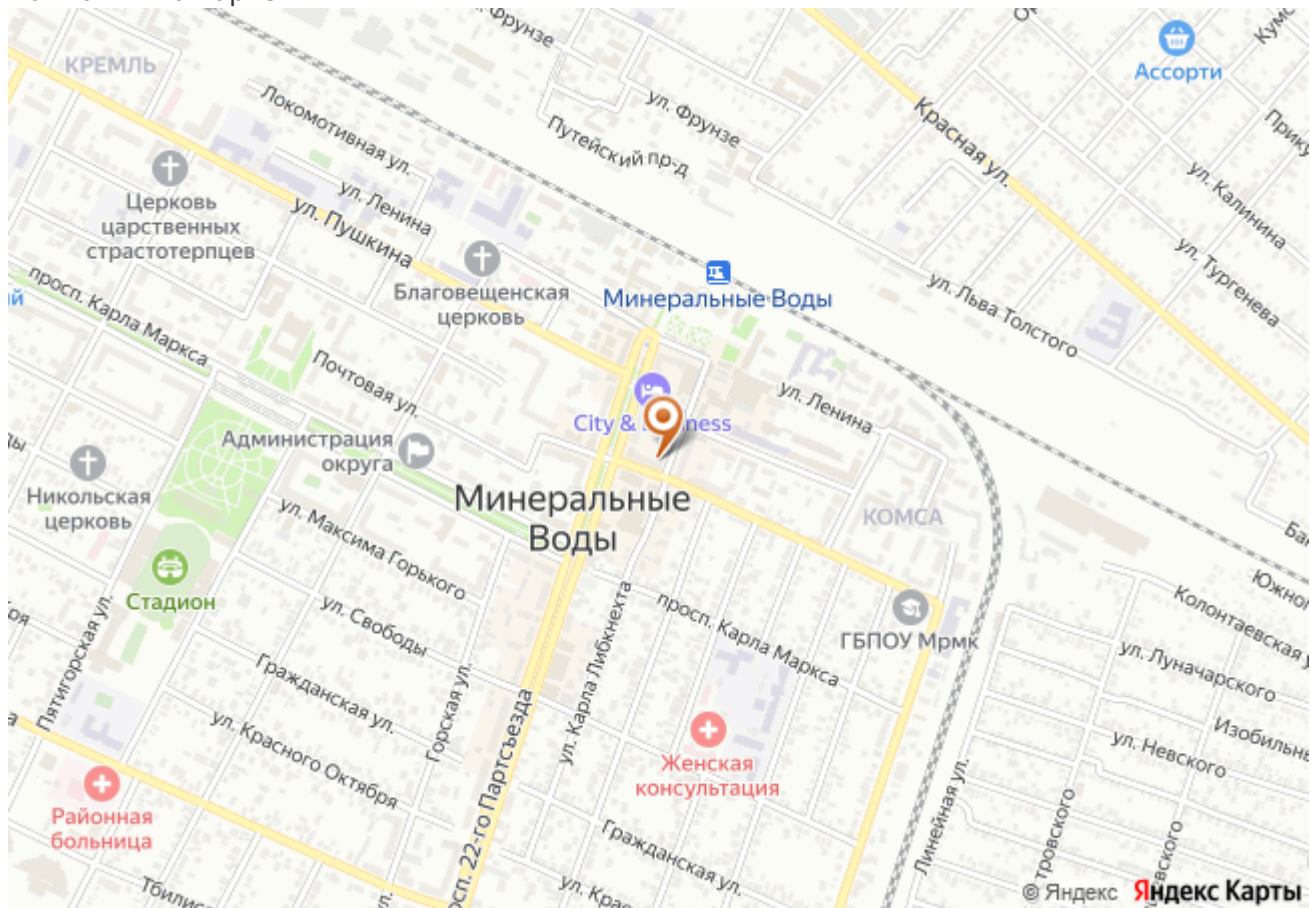 ул. Фрунзе
КРЕМЛЬ
Ассорти
Локомотивная ул.
ул. Фрунзе
Путейский пр-д
Красная ул.
Церковь
царственных
страстотерпцев
ул. Ленина
ул. Пушкина
ул. Калинина
ул. Тургенева
Благовещенская
церковь
Минеральные Воды
ул. Льва Толстого
просп. Карла Маркса
Почтовая ул.
ул. Ленина
City &
Администрация
округа
Никольская
церковь
Минеральные
Воды
КОМСА
ул. Максима Горького
Стадион
ул. Свободы
просп. Карла Маркса
ГБПОУ Мрмк
Колонтаевская
ул. Луначарского
Пятигорская ул.
Гражданская ул.
Горская ул.
ул. Карла Либкнехта
ул. Невского
ул. Красного Октября
Женская
консультация
Районная
больница
22-го Партсъезда
Гражданская ул.
Линейная ул.
© Яндекс Яндекс Карты